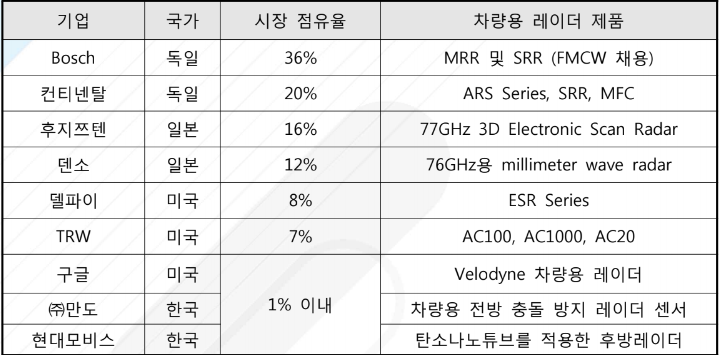 기업 국가 시장 점유율 차량용 레이더 제품
Bosch 독일 36% MRR 및 SRR (FMCW 채용)
컨티넨탈 독일 20% ARS Series, SRR, MFC
후지쯔텐 일본 16% 77GHz 3D Electronic Scan Radar
덴소 일본 12% 76GHz용 millimeter wave radar
델파이 미국 8% ESR Series
TRW 미국 7% AC100, AC1000, AC20
구글 미국 1% 이내 Velodyne 차량용 레이더
㈜만도 한국 차량용 전방 충돌 방지 레이더 센서
현대모비스 한국 탄소나노튜브를 적용한 후방레이더